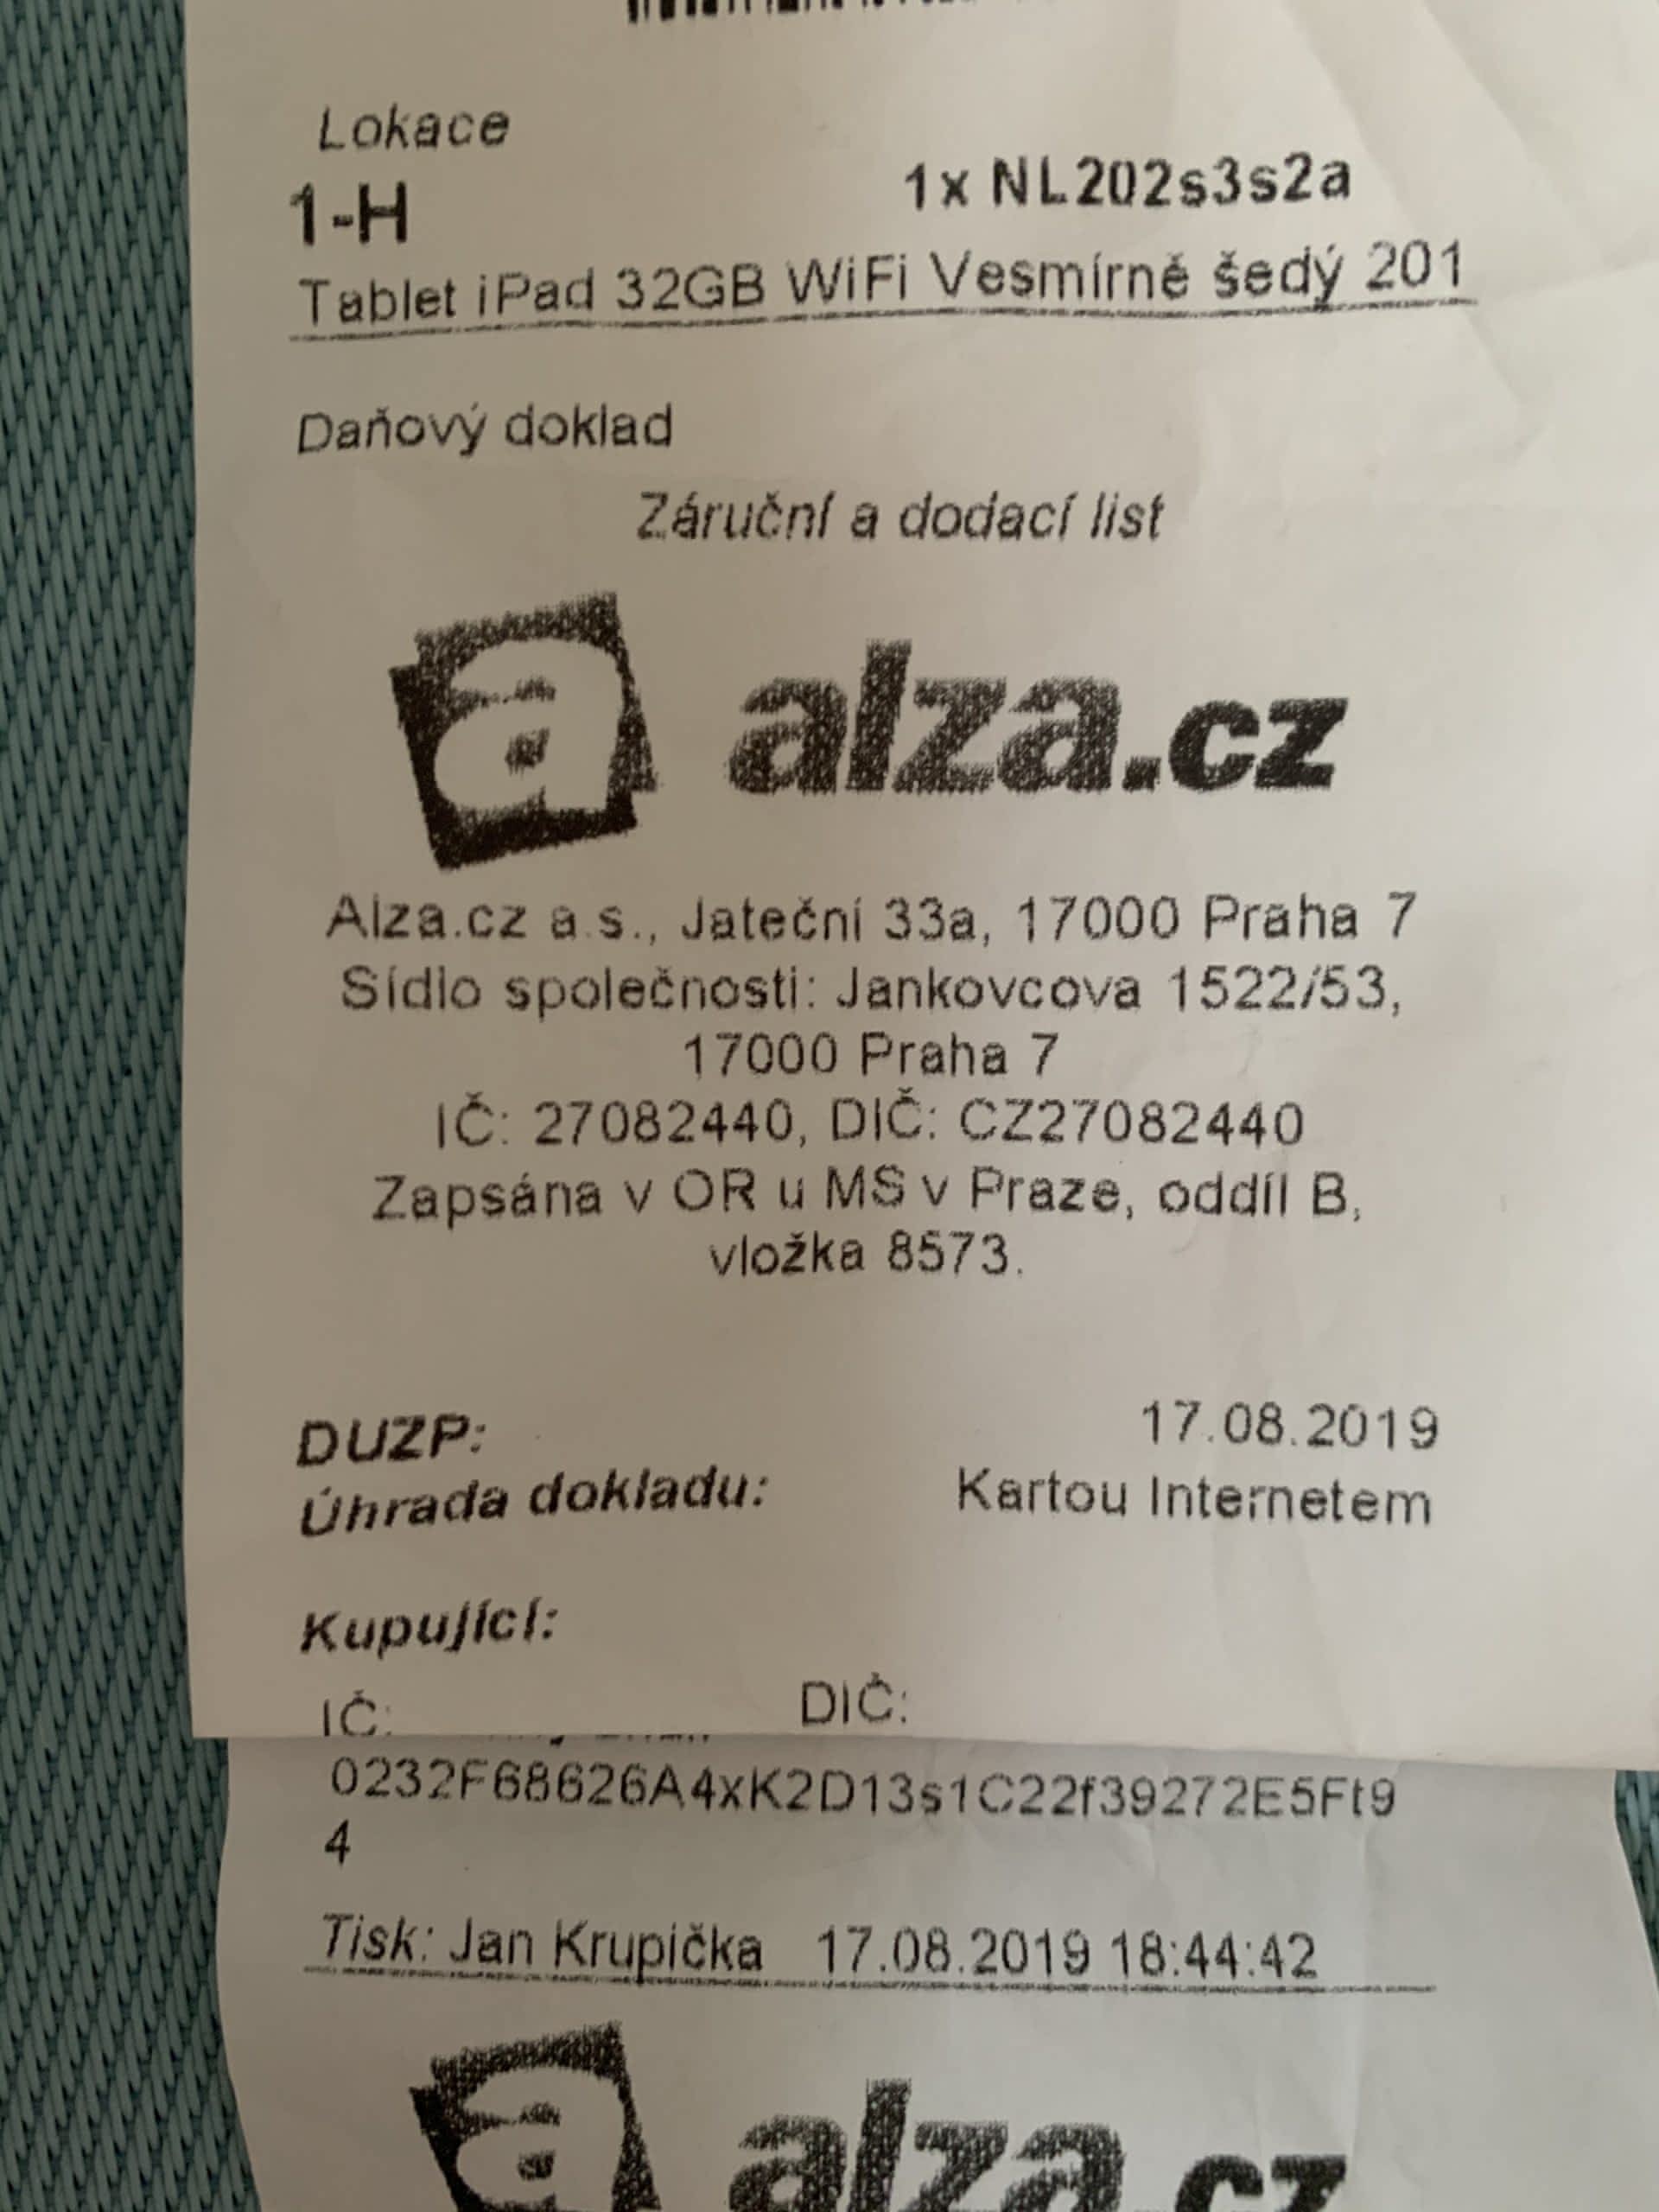 Lokace
1-H
1x NL202s3s2a
Tablet iPad 32GB WiFi Vesmírně šedý 201
Daňový doklad
Záruční a dodací list
a alza.cz
Alza.cz a.s., Jateční 33a, 17000 Praha 7
Sídlo společnosti: Jankovcova 1522/53,
17000 Praha 7
IČ: 27082440, DIČ: CZ27082440
Zapsána v OR u MS v Praze, oddíl B,
vložka 8573.
DUZP: 17.08.2019
Úhrada dokladu: Kartou Internetem
Kupující:
IČ: DIČ:
0232F68626A4xK2D13s1C22f39272E5Ft9
4
Tisk: Jan Krupička 17.08.2019 18:44:42
a alza.cz